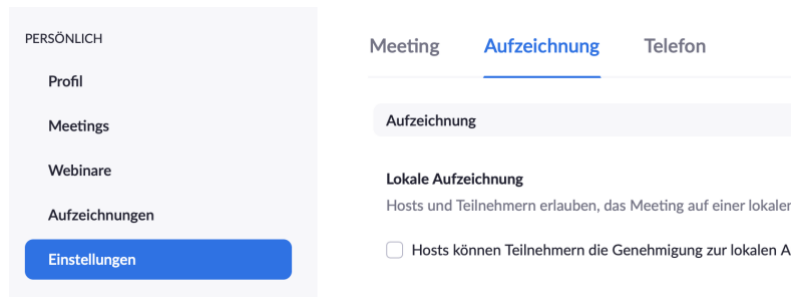 PERSÖNLICH
Profil
Meetings
Webinare
Aufzeichnungen
Einstellungen
Meeting Aufzeichnung Telefon
Aufzeichnung
Lokale Aufzeichnung
Hosts und Teilnehmern erlauben, das Meeting auf einer lokalen
Hosts können Teilnehmern die Genehmigung zur lokalen A